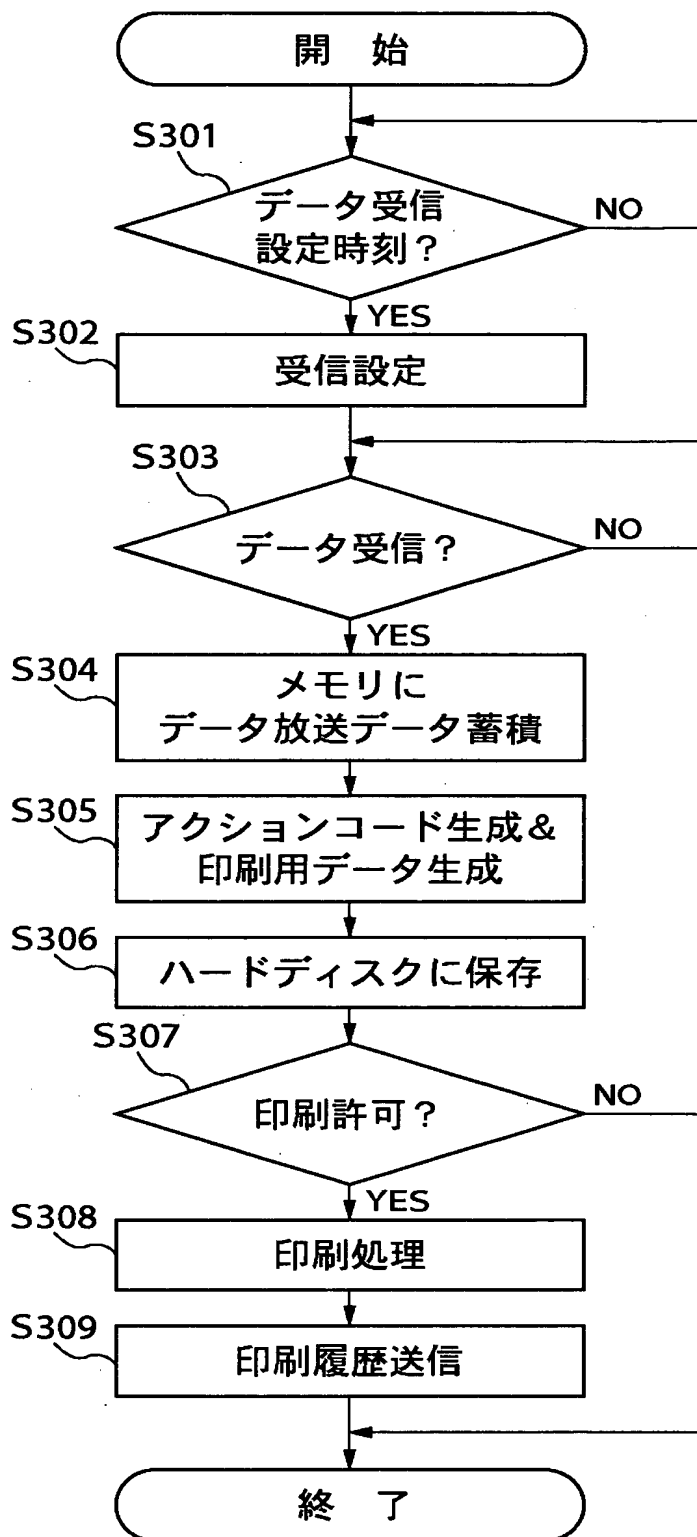 開 始
S301
データ受信
設定時刻?
NO
YES
S302
受信設定
S303
データ受信?
NO
YES
S304
メモリに
データ放送データ蓄積
S305
アクションコード生成&
印刷用データ生成
S306
ハードディスクに保存
S307
印刷許可?
NO
YES
S308
印刷処理
S309
印刷履歴送信
終 了